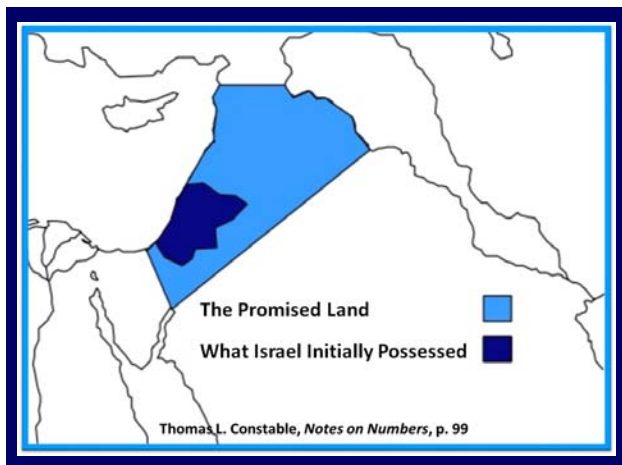 The Promised Land
What Israel Initially Possessed
Thomas L. Constable, Notes on Numbers, p. 99